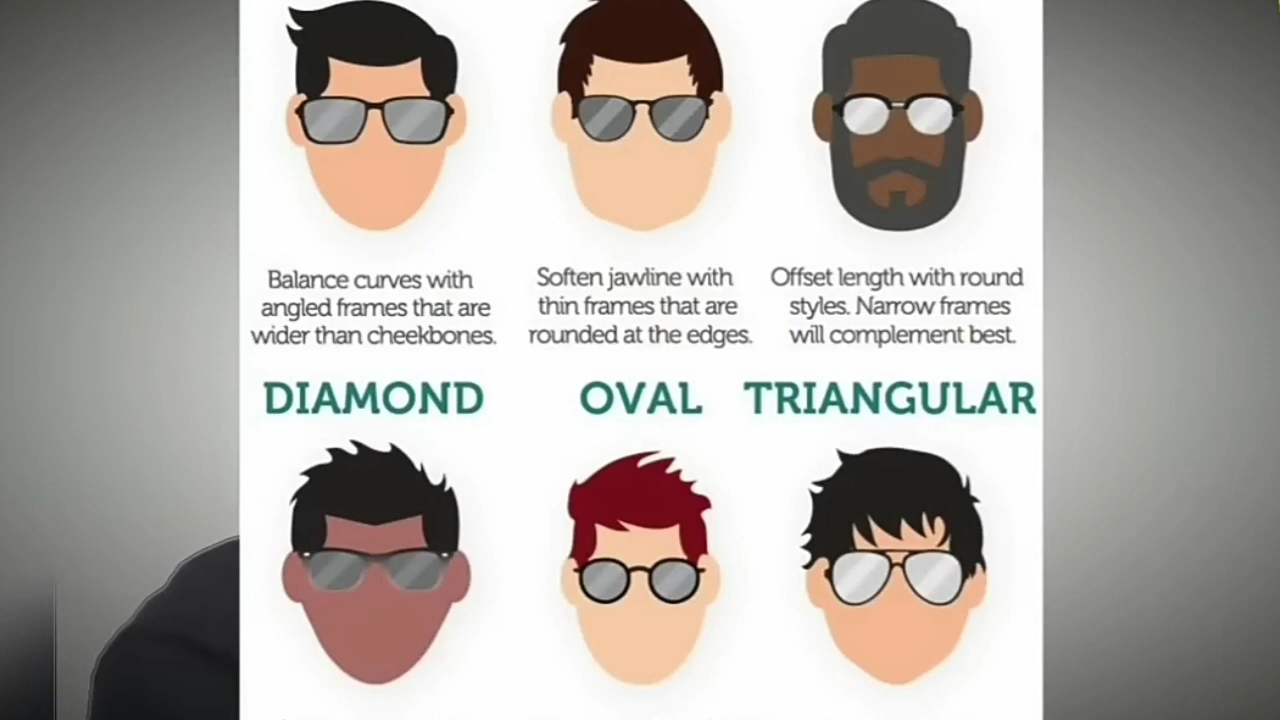 Balance curves with
angled frames that are
wider than cheekbones.
Soften jawline with
thin frames that are
rounded at the edges.
Offset length with round
styles. Narrow frames
will complement best.
DIAMOND
OVAL
TRIANGULAR